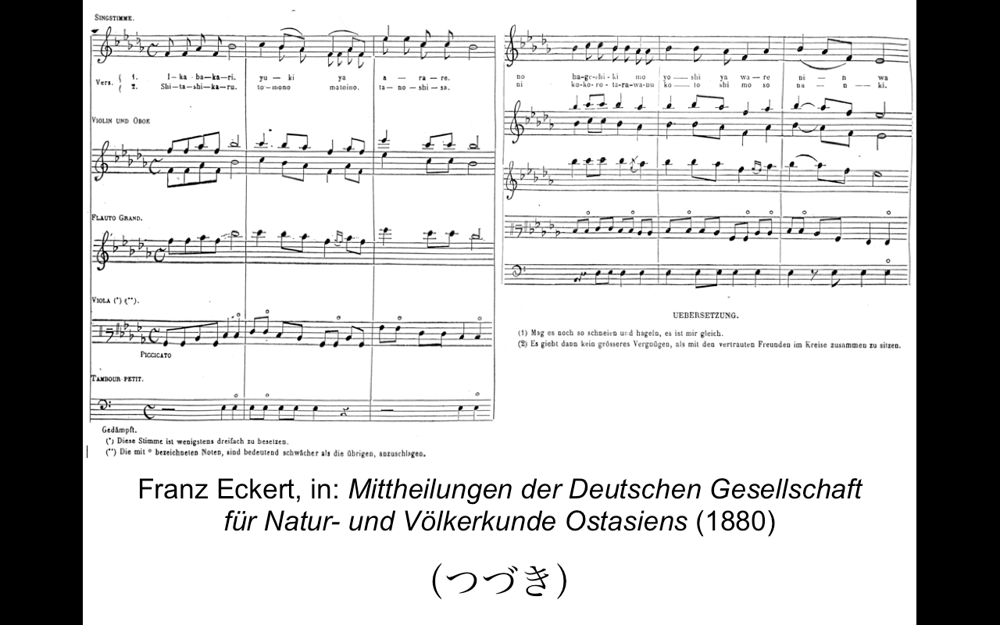 SINGSTIMME.
Vers. 1. I—ka-ba—ka—ri. yu — ki ya a — ra — re.
2. Shi—ta—shi—ka—ru. to—mono matoino. ta— no —shi — sa.
VIOLIN UND OBOE
FLAUTO GRAND.
VIOLA (*) (**).
PICCICATO
TAMBOUR PETIT.
Gedämpft.
(*) Diese Stimme ist wenigstens dreifach zu besetzen.
(**) Die mit ° bezeichneten Noten, sind bedeutend schwächer als die übrigen, anzuschlagen.
no ha-ge-shi-ki mo yo — shi ya wa—re ni — n wa
ni ko-ko-ro-ta-ra-wa-nu ko — to shi mo so na — n — ki.
UEBERSETZUNG.
(1) Mag es noch so schneien und hageln, es ist mir gleich.
(2) Es giebt dann kein grösseres Vergnügen, als mit den vertrauten Freunden im Kreise zusammen zu sitzen.
Franz Eckert, in: Mittheilungen der Deutschen Gesellschaft
für Natur- und Völkerkunde Ostasiens (1880)
(つづき)